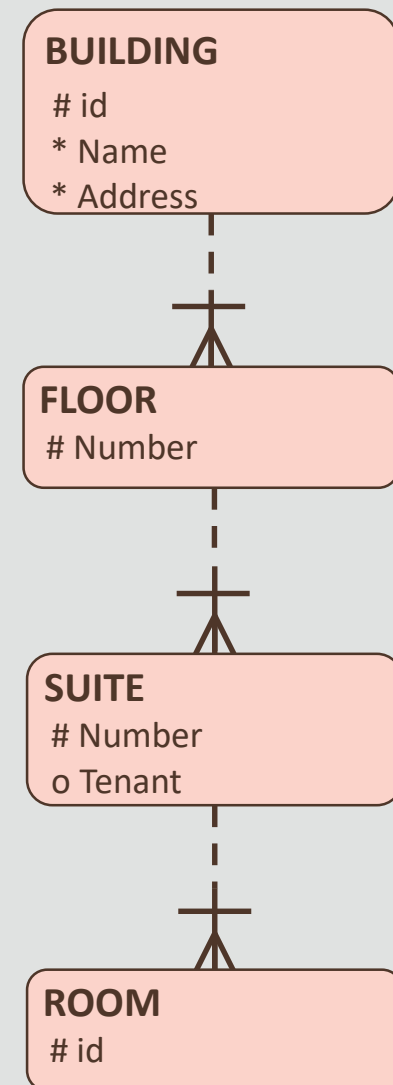 BUILDING
# id
* Name
* Address
FLOOR
# Number
SUITE
# Number
o Tenant
ROOM
# id